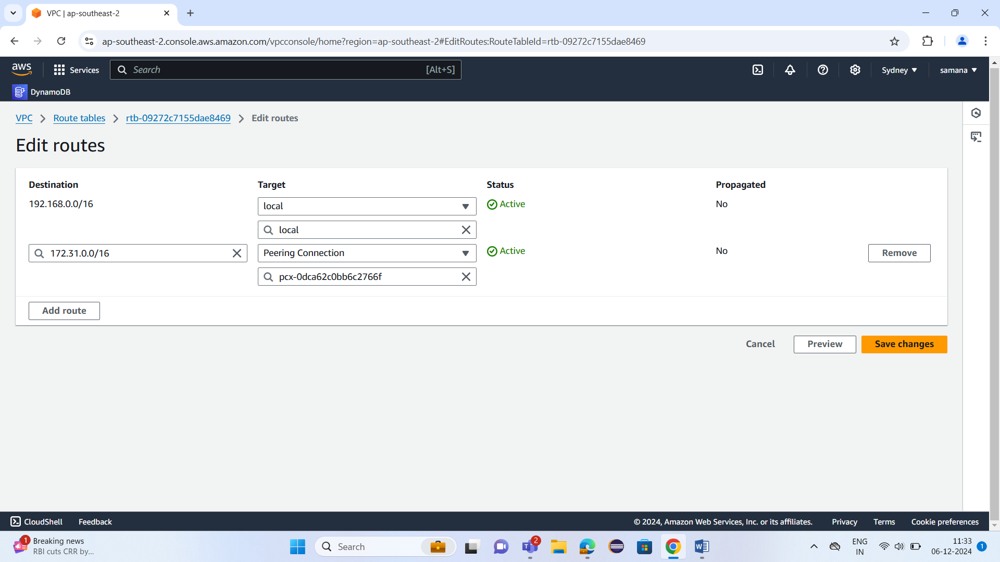 VPC | ap-southeast-2
ap-southeast-2.console.aws.amazon.com/vpcconsole/home?region=ap-southeast-2#EditRoutes:RouteTableId=rtb-09272c7155dae8469
aws Services Search [Alt+S] Sydney samana
DynamoDB
VPC Route tables rtb-09272c7155dae8469 Edit routes
Edit routes
Destination Target Status Propagated
192.168.0.0/16 local Active No
local
172.31.0.0/16 Peering Connection Active No Remove
pcx-0dca62c0bb6c2766f
Add route
Cancel Preview Save changes
CloudShell Feedback © 2024, Amazon Web Services, Inc. or its affiliates. Privacy Terms Cookie preferences
1 Breaking news
RBI cuts CRR by...
Search
2
ENG
IN
11:33
06-12-2024
1